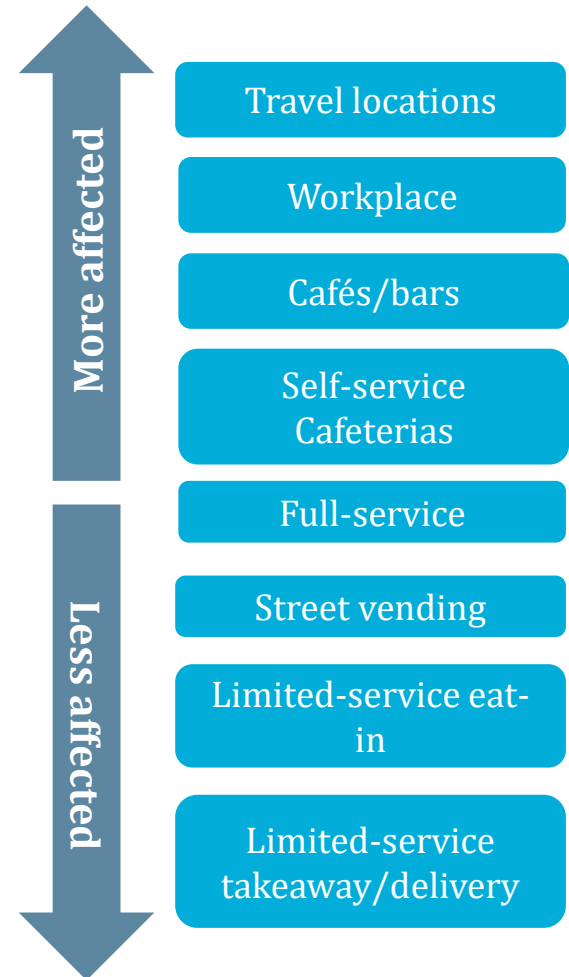 More affected
Travel locations
Workplace
Cafés/bars
Self-service
Cafeterias
Full-service
Less affected
Street vending
Limited-service eat-
in
Limited-service
takeaway/delivery